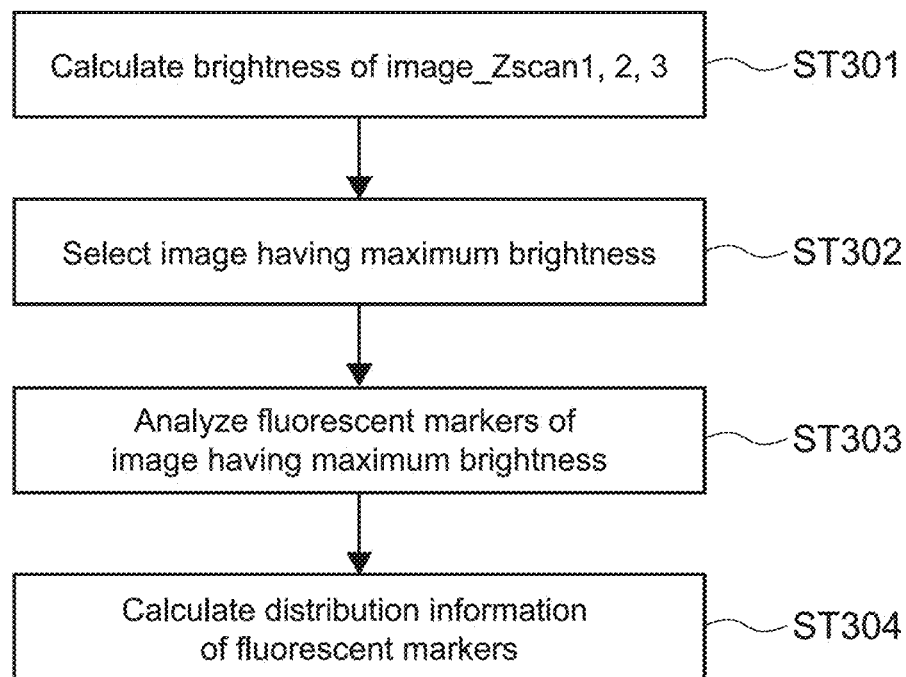 Calculate brightness of image_Zscan1, 2, 3
ST301
Select image having maximum brightness
ST302
Analyze fluorescent markers of
image having maximum brightness
ST303
Calculate distribution information
of fluorescent markers
ST304